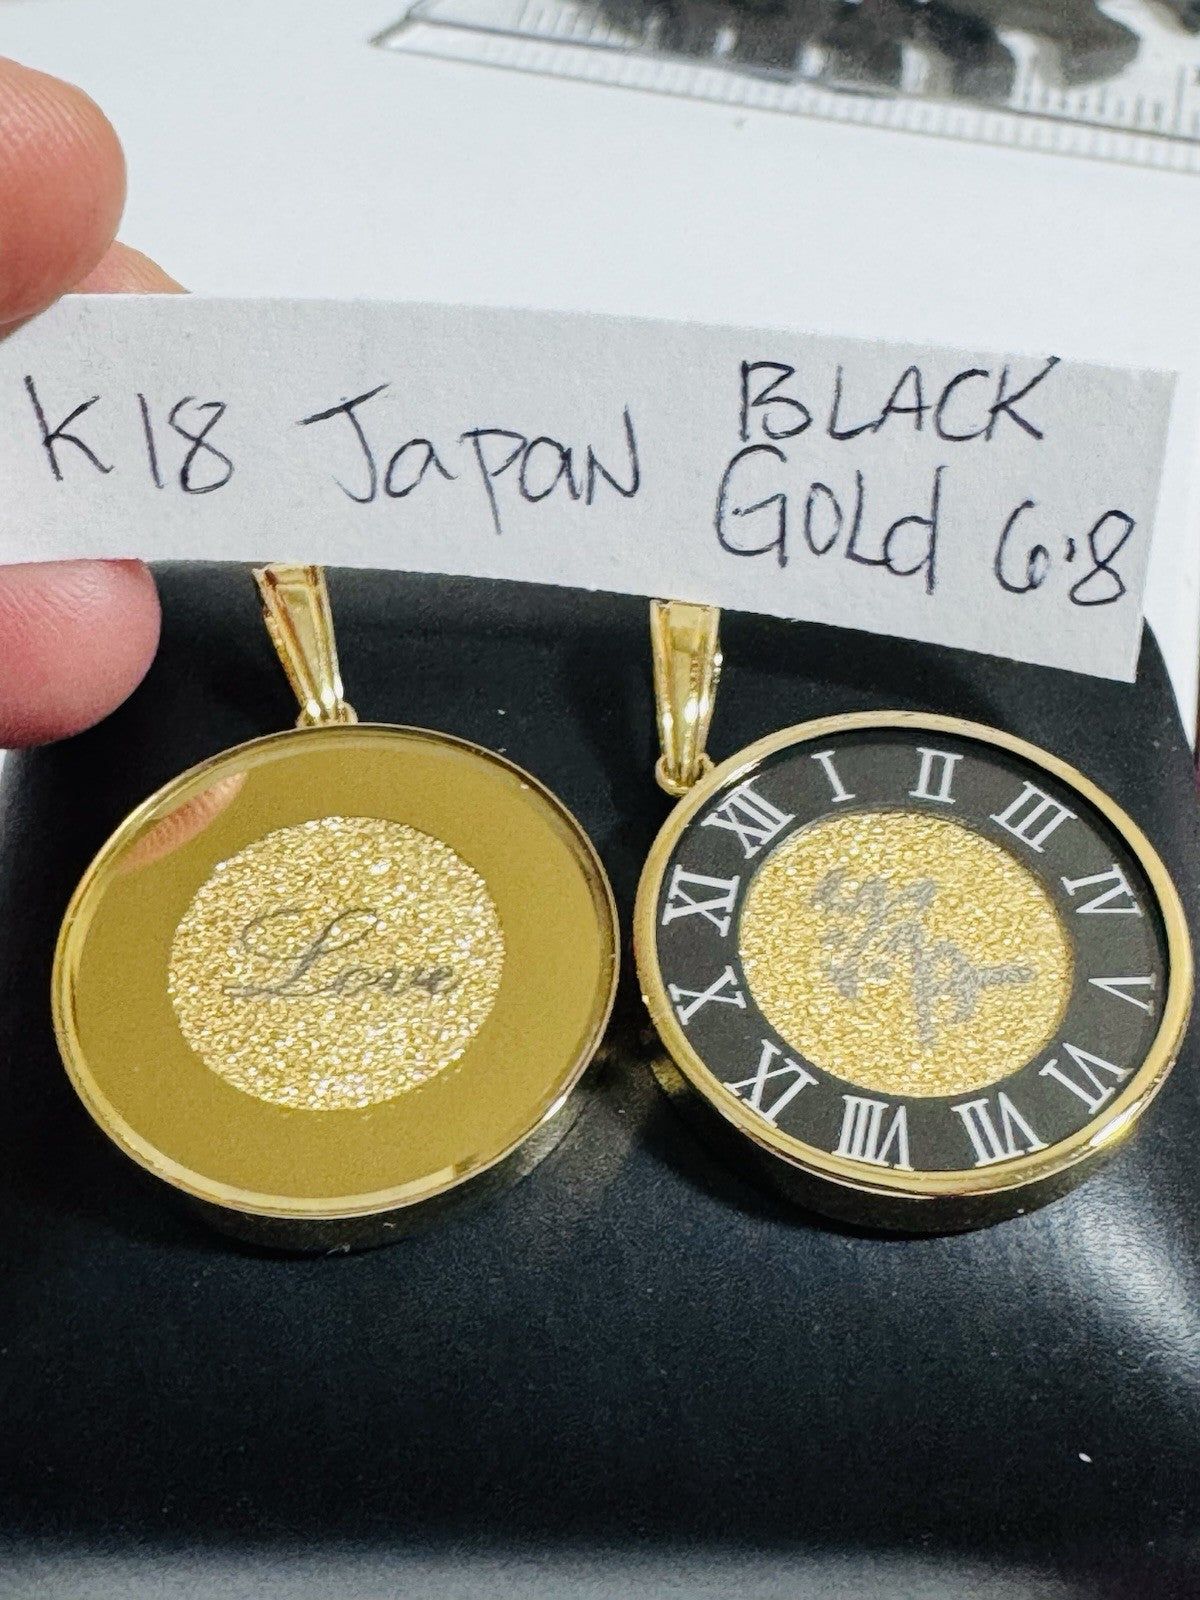 K18 Japan BLACK
Gold 6.8
Love
I II III IV V VI VII VIII IX X XI XII